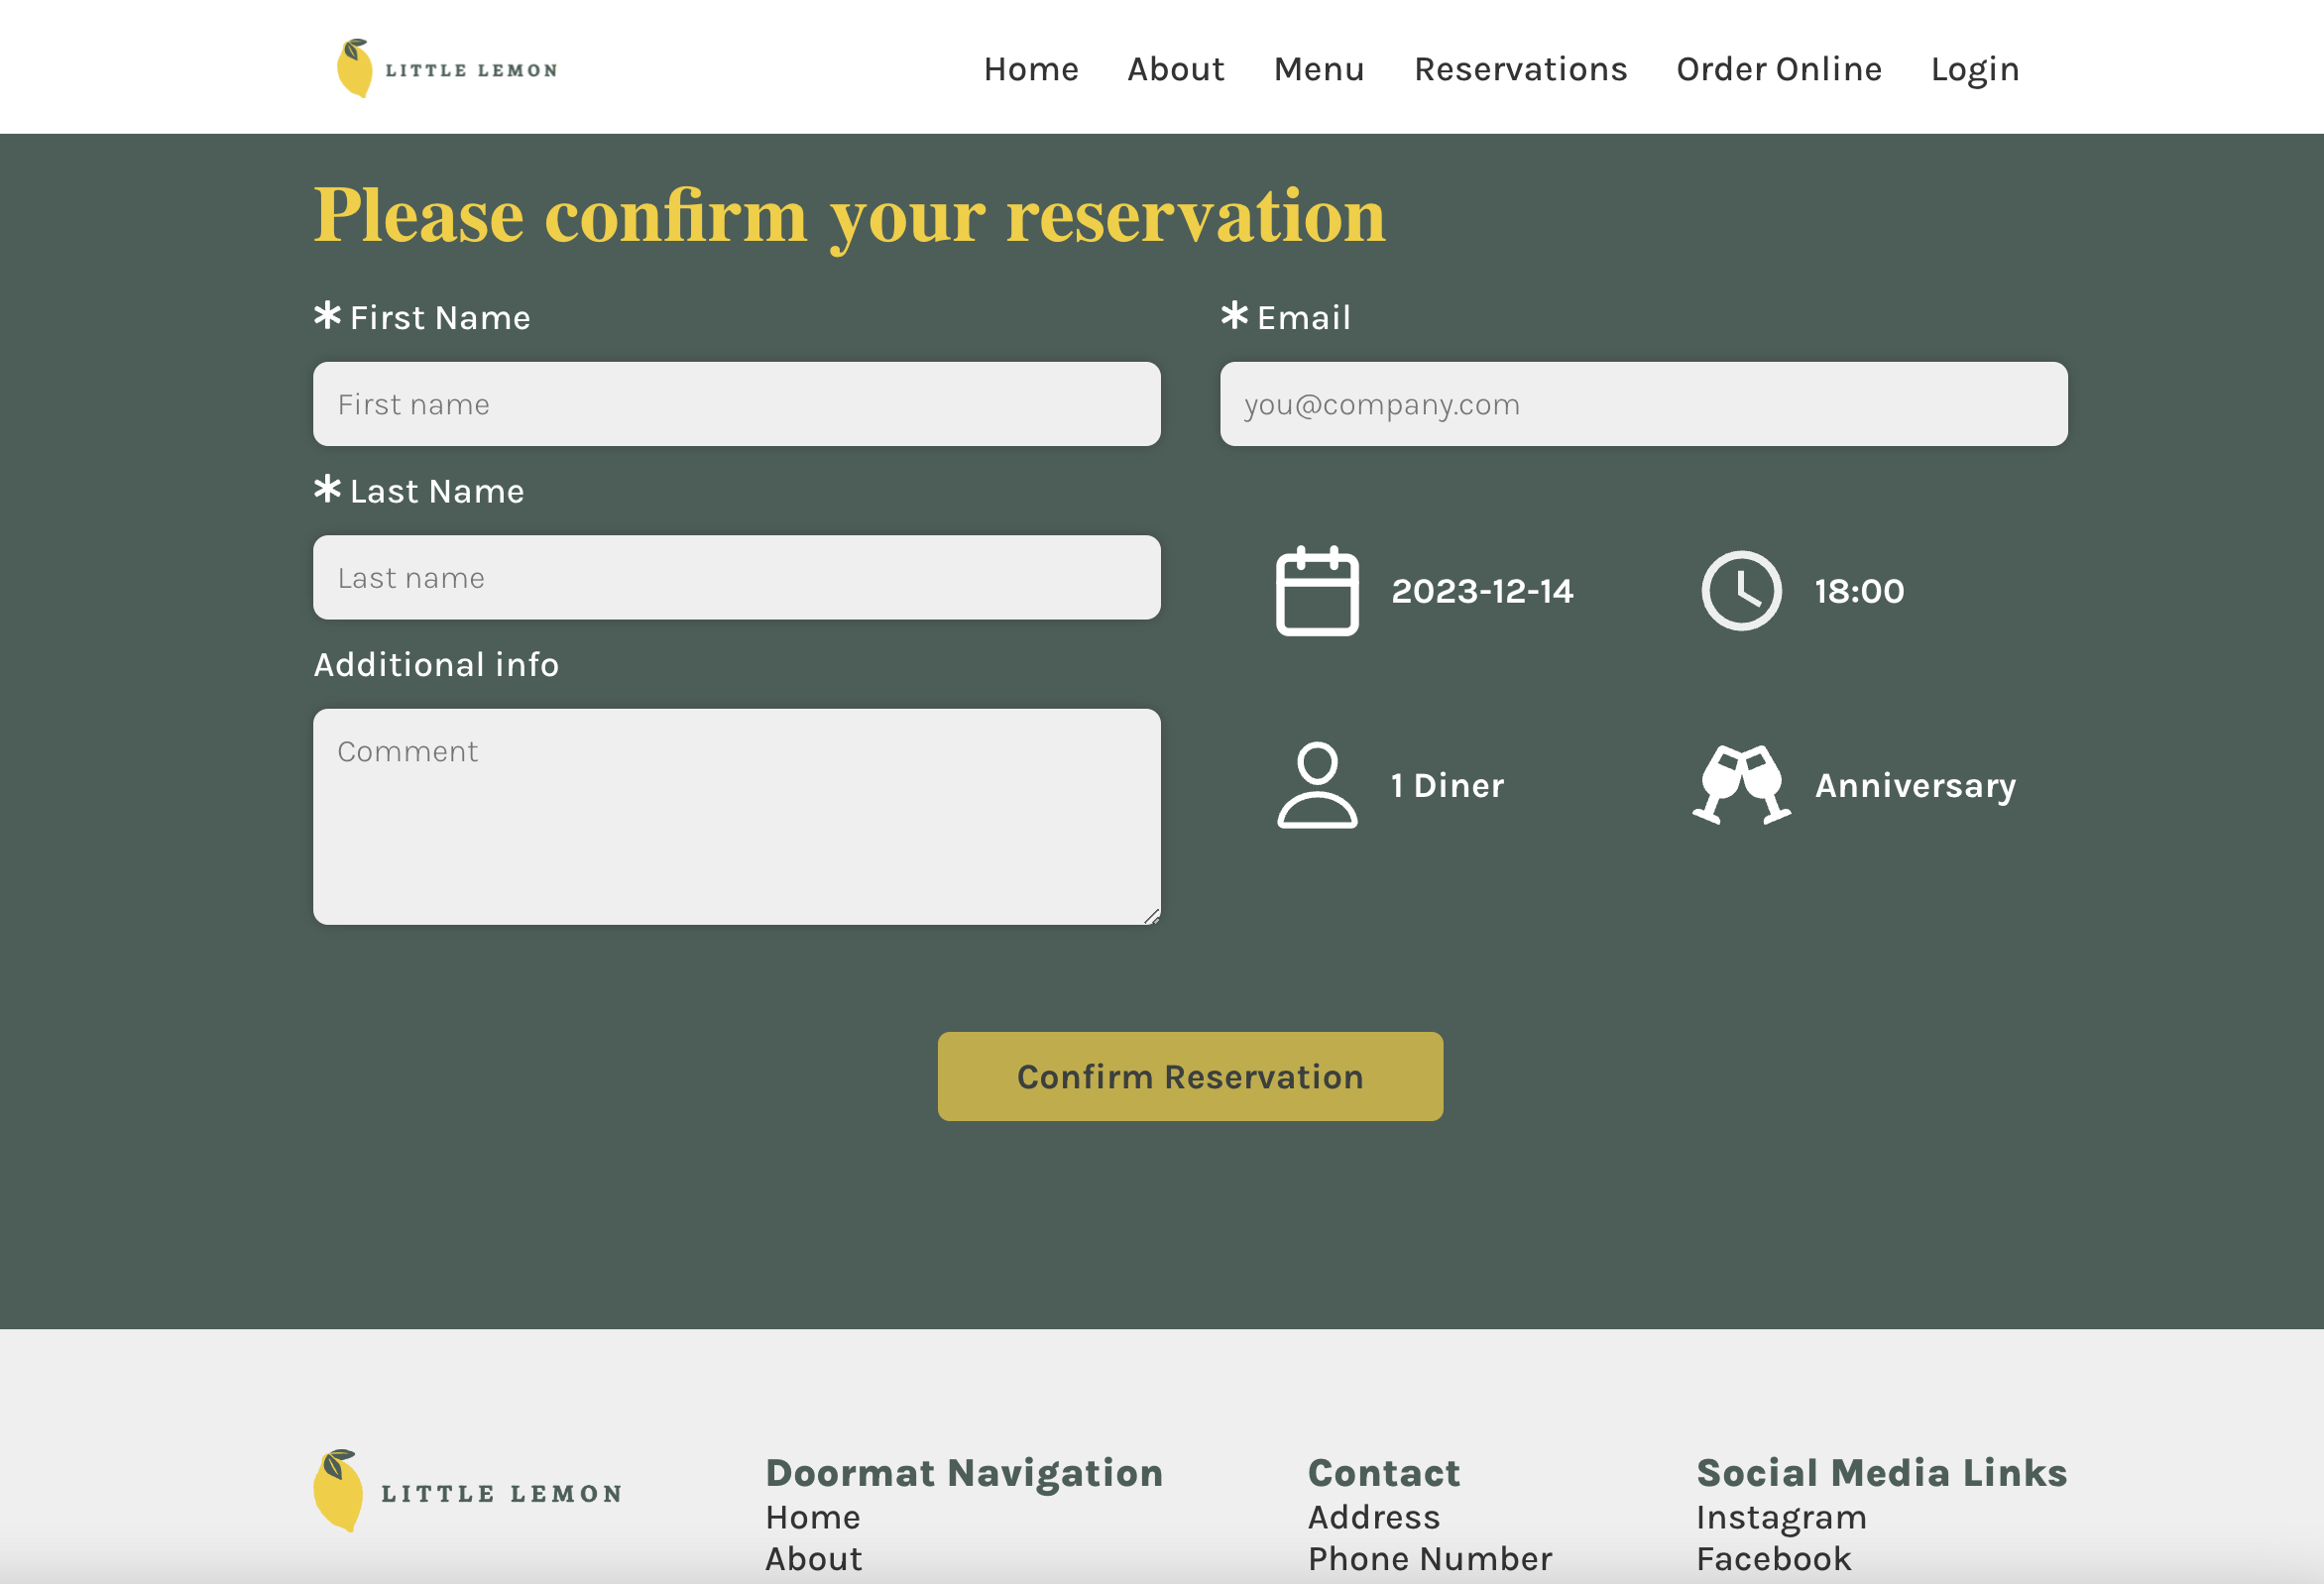 LITTLE LEMON
Home About Menu Reservations Order Online Login
Please confirm your reservation
* First Name
First name
* Email
you@company.com
* Last Name
Last name
2023-12-14
18:00
Additional info
Comment
1 Diner
Anniversary
Confirm Reservation
LITTLE LEMON
Doormat Navigation
Home
About
Contact
Address
Phone Number
Social Media Links
Instagram
Facebook